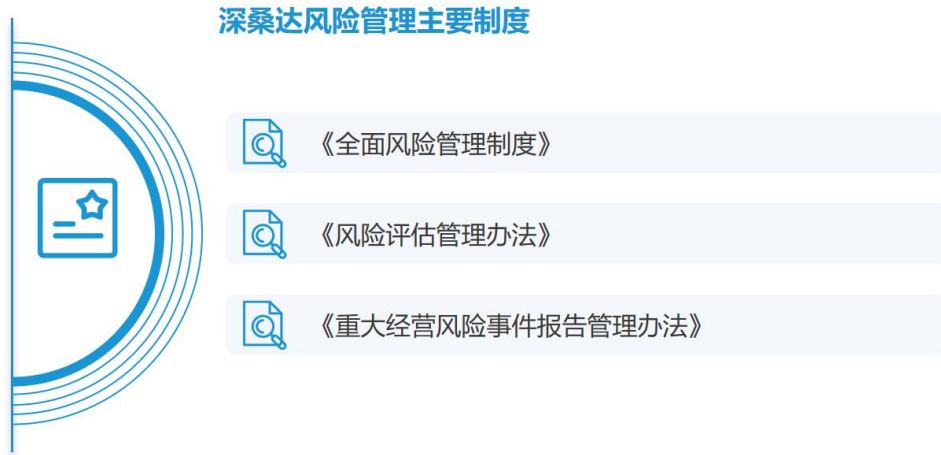 深桑达风险管理主要制度
《全面风险管理制度》
《风险评估管理办法》
《重大经营风险事件报告管理办法》